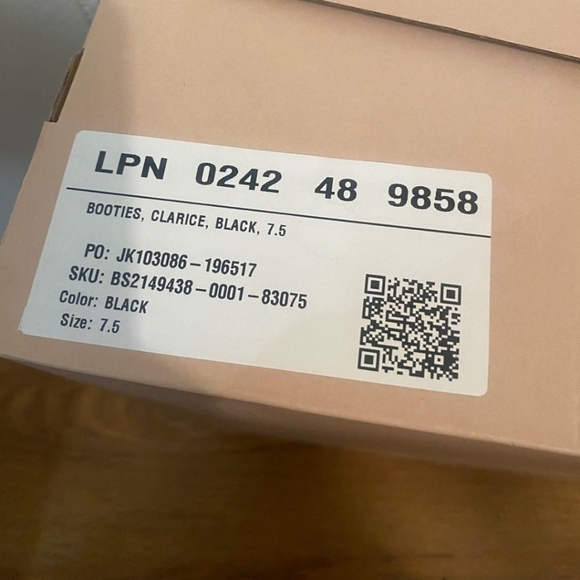 LPN 0242 48 9858
BOOTIES, CLARICE, BLACK, 7.5
PO: JK103086-196517
SKU: BS2149438-0001-83075
Color: BLACK
Size: 7.5